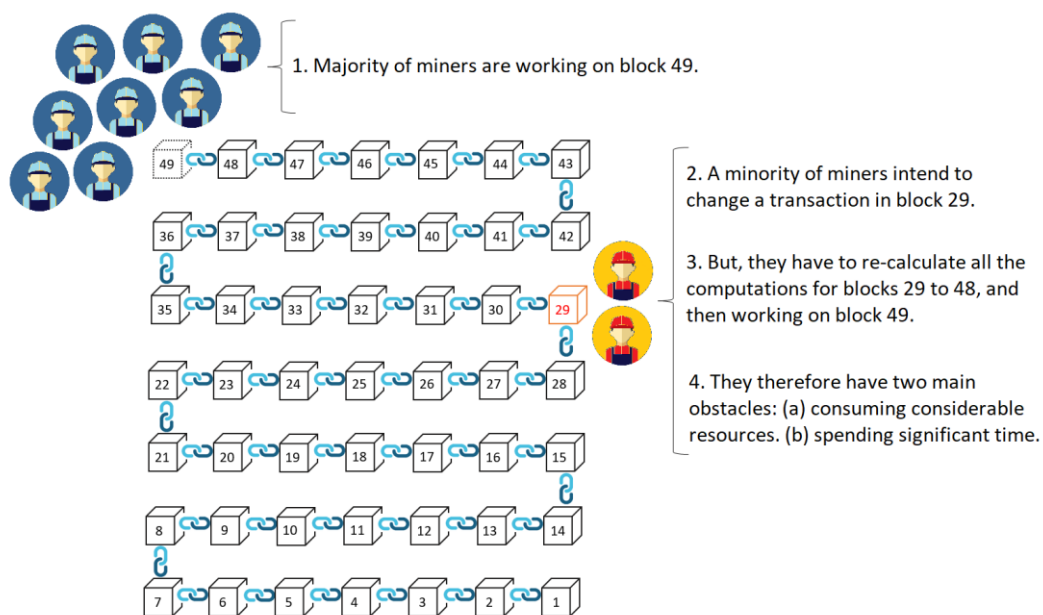 1. Majority of miners are working on block 49.
49 48 47 46 45 44 43
2. A minority of miners intend to
change a transaction in block 29.
36 37 38 39 40 41 42
3. But, they have to re-calculate all the
computations for blocks 29 to 48, and
then working on block 49.
35 34 33 32 31 30 29
22 23 24 25 26 27 28
4. They therefore have two main
obstacles: (a) consuming considerable
resources. (b) spending significant time.
21 20 19 18 17 16 15
8 9 10 11 12 13 14
7 6 5 4 3 2 1